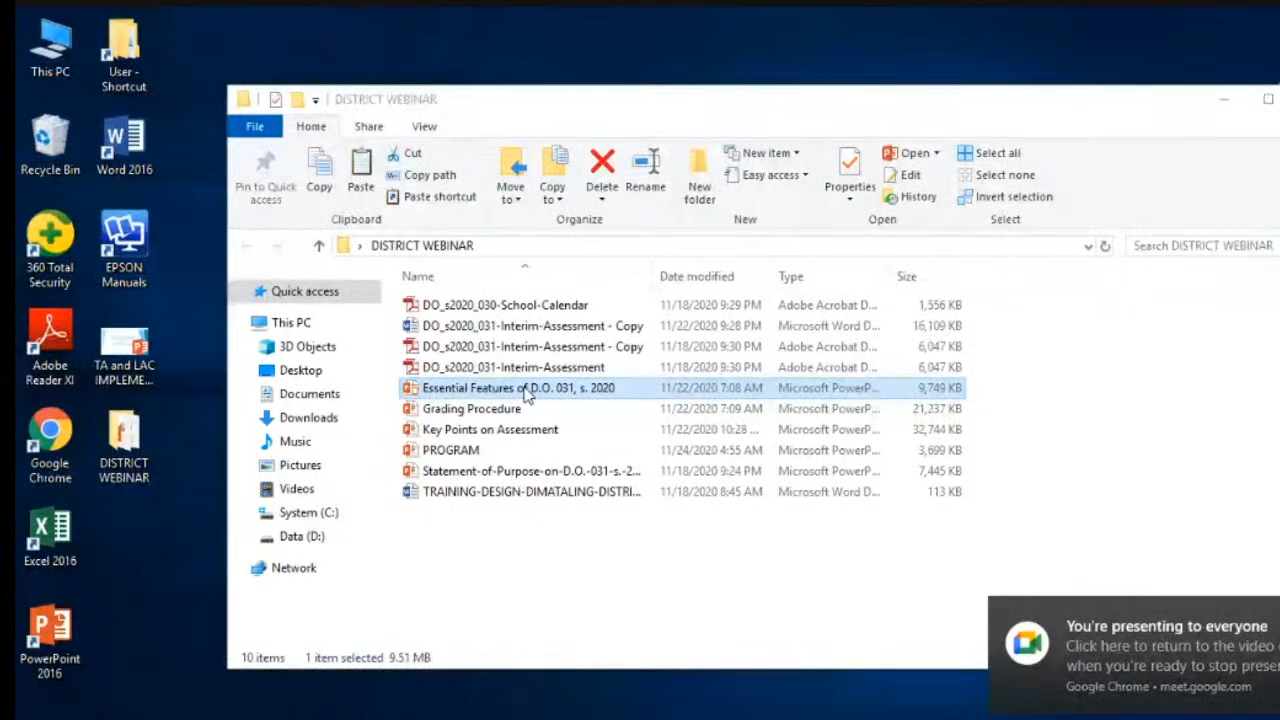 This PC
User -
Shortcut
Recycle Bin
Word 2016
360 Total
Security
EPSON
Manuals
Adobe
Reader XI
TA and LAC
IMPLEME...
Google
Chrome
DISTRICT
WEBINAR
Excel 2016
PowerPoint
2016
DISTRICT WEBINAR
File Home Share View
Pin to Quick
access
Copy
Paste
Cut
Copy path
Paste shortcut
Clipboard
Move
to
Copy
to
Delete
Rename
Organize
New
folder
New item
Easy access
New
Properties
Open
Edit
History
Open
Select all
Select none
Invert selection
Select
DISTRICT WEBINAR
Search DISTRICT WEBINAR
Quick access
This PC
3D Objects
Desktop
Documents
Downloads
Music
Pictures
Videos
System (C:)
Data (D:)
Network
Name Date modified Type Size
DO_s2020_030-School-Calendar 11/18/2020 9:29 PM Adobe Acrobat D... 1,556 KB
DO_s2020_031-Interim-Assessment - Copy 11/22/2020 9:28 PM Microsoft Word D... 16,109 KB
DO_s2020_031-Interim-Assessment - Copy 11/18/2020 9:30 PM Adobe Acrobat D... 6,047 KB
DO_s2020_031-Interim-Assessment 11/18/2020 9:30 PM Adobe Acrobat D... 6,047 KB
Essential Features of D.O. 031, s. 2020 11/22/2020 7:08 AM Microsoft PowerP... 9,749 KB
Grading Procedure 11/22/2020 7:09 AM Microsoft PowerP... 21,237 KB
Key Points on Assessment 11/22/2020 10:28 ... Microsoft PowerP... 32,744 KB
PROGRAM 11/24/2020 4:55 AM Microsoft PowerP... 3,699 KB
Statement-of-Purpose-on-D.O.-031-s.-2... 11/18/2020 9:24 PM Microsoft PowerP... 7,445 KB
TRAINING-DESIGN-DIMATALING-DISTRI... 11/18/2020 8:45 AM Microsoft Word D... 113 KB
10 items 1 item selected 9.51 MB
You're presenting to everyone
Click here to return to the video
when you're ready to stop prese
Google Chrome • meet.google.com